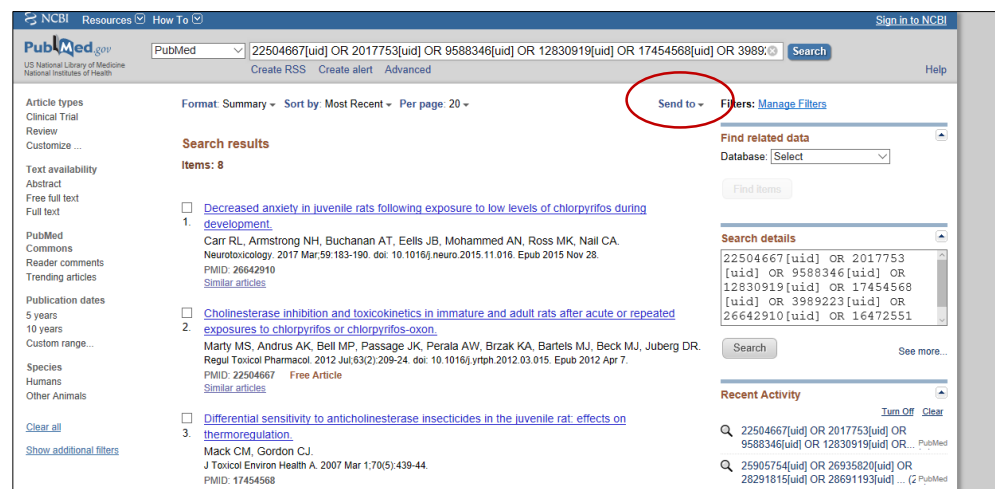 NCBI Resources How To Sign in to NCBI
PubMed.gov
US National Library of Medicine
National Institutes of Health
PubMed
22504667[uid] OR 2017753[uid] OR 9588346[uid] OR 12830919[uid] OR 17454568[uid] OR 3989
Search
Create RSS Create alert Advanced
Help
Article types
Clinical Trial
Review
Customize ...
Text availability
Abstract
Free full text
Full text
PubMed
Commons
Reader comments
Trending articles
Publication dates
5 years
10 years
Custom range...
Species
Humans
Other Animals
Clear all
Show additional filters
Format: Summary Sort by: Most Recent Per page: 20 Send to
Search results
Items: 8
1. Decreased anxiety in juvenile rats following exposure to low levels of chlorpyrifos during
development.
Carr RL, Armstrong NH, Buchanan AT, Eells JB, Mohammed AN, Ross MK, Nail CA.
Neurotoxicology. 2017 Mar;59:183-190. doi: 10.1016/j.neuro.2015.11.016. Epub 2015 Nov 28.
PMID: 26642910
Similar articles
2. Cholinesterase inhibition and toxicokinetics in immature and adult rats after acute or repeated
exposures to chlorpyrifos or chlorpyrifos-oxon.
Marty MS, Andrus AK, Bell MP, Passage JK, Perala AW, Brzak KA, Bartels MJ, Beck MJ, Juberg DR.
Regul Toxicol Pharmacol. 2012 Jul;63(2):209-24. doi: 10.1016/j.yrtph.2012.03.015. Epub 2012 Apr 7.
PMID: 22504667 Free Article
Similar articles
3. Differential sensitivity to anticholinesterase insecticides in the juvenile rat: effects on
thermoregulation.
Mack CM, Gordon CJ.
J Toxicol Environ Health A. 2007 Mar 1;70(5):439-44.
PMID: 17454568
Filters: Manage Filters
Find related data
Database: Select
Find items
Search details
22504667[uid] OR 2017753
[uid] OR 9588346[uid] OR
12830919[uid] OR 17454568
[uid] OR 3989223[uid] OR
26642910[uid] OR 16472551
Search
See more...
Recent Activity
Turn Off Clear
22504667[uid] OR 2017753[uid] OR
9588346[uid] OR 12830919[uid] OR... PubMed
25905754[uid] OR 26935820[uid] OR
28291815[uid] OR 28691193[uid] ... (2 PubMed